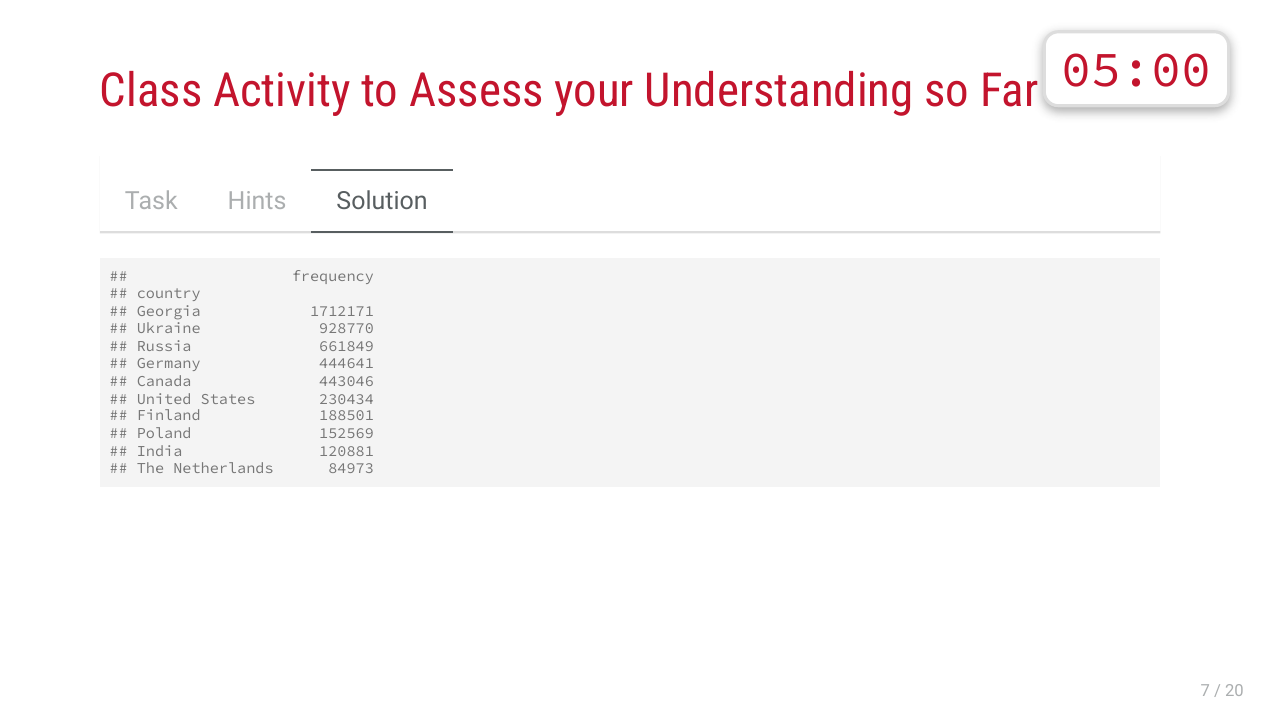 Class Activity to Assess your Understanding so Far
05:00
Task Hints Solution
##                  frequency
## country
## Georgia            1712171
## Ukraine             928770
## Russia              661849
## Germany             444641
## Canada              443046
## United States       230434
## Finland             188501
## Poland              152569
## India               120881
## The Netherlands      84973
7 / 20